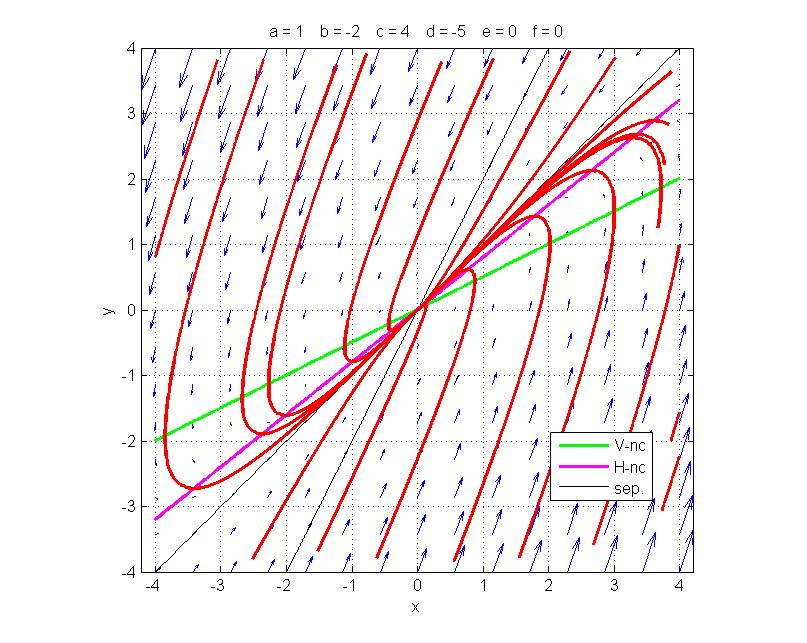 a = 1 b = -2 c = 4 d = -5 e = 0 f = 0
4
3
2
1
0
-1
-2
-3
-4
y
V-nc
H-nc
sep.
-4 -3 -2 -1 0 1 2 3 4
x